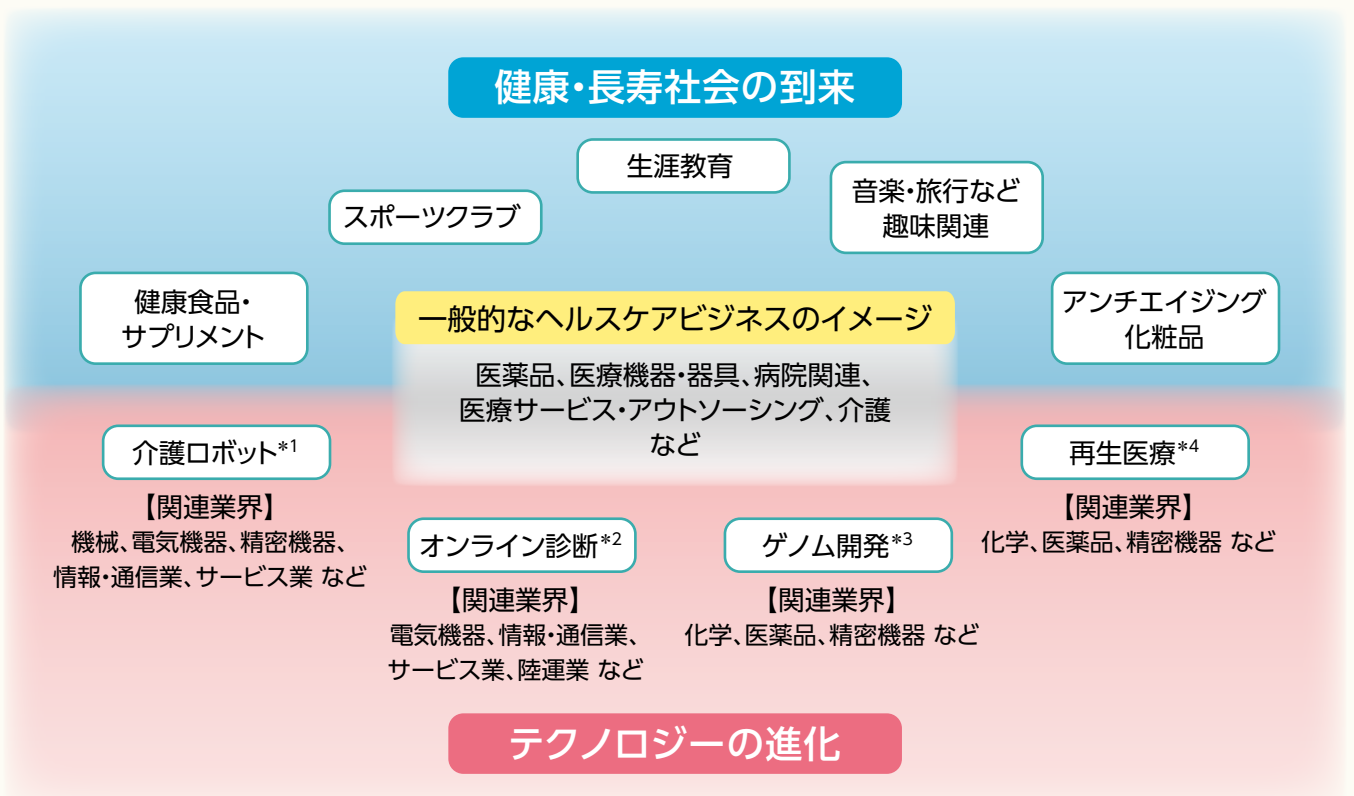 健康・長寿社会の到来
生涯教育
音楽・旅行など
趣味関連
スポーツクラブ
健康食品・
サプリメント
アンチエイジング
化粧品
一般的なヘルスケアビジネスのイメージ
医薬品、医療機器・器具、病院関連、
医療サービス・アウトソーシング、介護
など
介護ロボット*1
【関連業界】
機械、電気機器、精密機器、
情報・通信業、サービス業 など
オンライン診断*2
【関連業界】
電気機器、情報・通信業、
サービス業、陸運業 など
ゲノム開発*3
【関連業界】
化学、医薬品、精密機器 など
再生医療*4
【関連業界】
化学、医薬品、精密機器 など
テクノロジーの進化